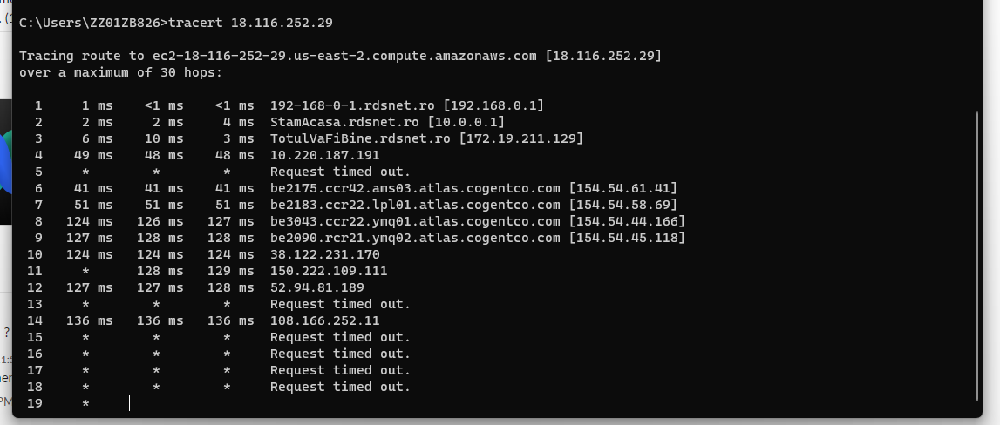 C:\Users\ZZ01ZB826>tracert 18.116.252.29
Tracing route to ec2-18-116-252-29.us-east-2.compute.amazonaws.com [18.116.252.29]
over a maximum of 30 hops:
1 1 ms <1 ms <1 ms 192-168-0-1.rdsnet.ro [192.168.0.1]
2 2 ms 2 ms 4 ms StamAcasa.rdsnet.ro [10.0.0.1]
3 6 ms 10 ms 3 ms TotulVaFiBine.rdsnet.ro [172.19.211.129]
4 49 ms 48 ms 48 ms 10.220.187.191
5 * * * Request timed out.
6 41 ms 41 ms 41 ms be2175.ccr42.ams03.atlas.cogentco.com [154.54.61.41]
7 51 ms 51 ms 51 ms be2183.ccr22.lpl01.atlas.cogentco.com [154.54.58.69]
8 124 ms 126 ms 127 ms be3043.ccr22.ymq01.atlas.cogentco.com [154.54.44.166]
9 127 ms 128 ms 128 ms be2090.rcr21.ymq02.atlas.cogentco.com [154.54.45.118]
10 124 ms 124 ms 124 ms 38.122.231.170
11 * 128 ms 129 ms 150.222.109.111
12 127 ms 127 ms 128 ms 52.94.81.189
13 * * * Request timed out.
14 136 ms 136 ms 136 ms 108.166.252.11
15 * * * Request timed out.
16 * * * Request timed out.
17 * * * Request timed out.
18 * * * Request timed out.
19 *